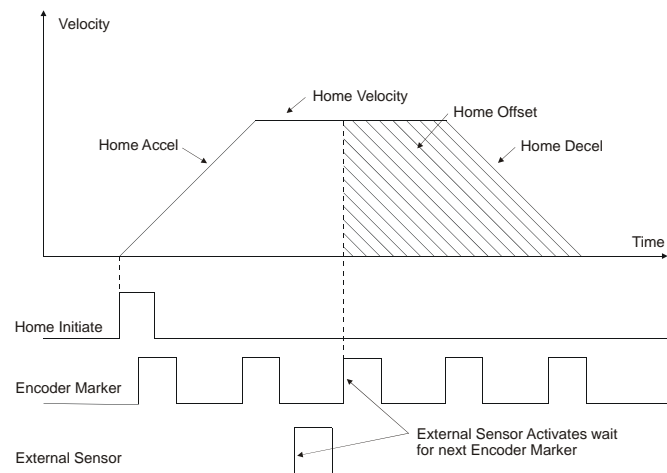 Velocity
Home Velocity
Home Offset
Home Accel
Home Decel
Time
Home Initiate
Encoder Marker
External Sensor Activates wait
for next Encoder Marker
External Sensor